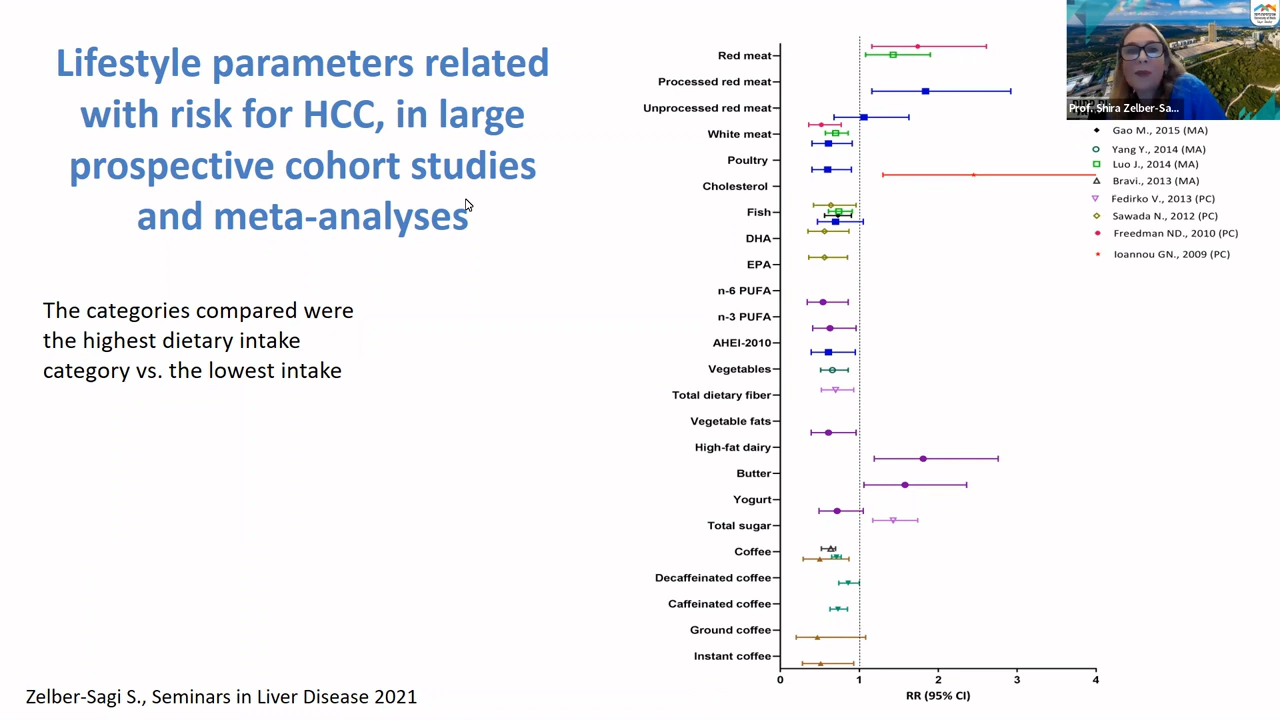 Lifestyle parameters related
with risk for HCC, in large
prospective cohort studies
and meta-analyses
The categories compared were
the highest dietary intake
category vs. the lowest intake
Zelber-Sagi S., Seminars in Liver Disease 2021
Red meat
Processed red meat
Unprocessed red meat
White meat
Poultry
Cholesterol
Fish
DHA
EPA
n-6 PUFA
n-3 PUFA
AHEI-2010
Vegetables
Total dietary fiber
Vegetable fats
High-fat dairy
Butter
Yogurt
Total sugar
Coffee
Decaffeinated coffee
Caffeinated coffee
Ground coffee
Instant coffee
0 1 2 3 4
RR (95% CI)
Prof. Shira Zelber-Sa...
Gao M., 2015 (MA)
Yang Y., 2014 (MA)
Luo J., 2014 (MA)
Bravi., 2013 (MA)
Fedirko V., 2013 (PC)
Sawada N., 2012 (PC)
Freedman ND., 2010 (PC)
Ioannou GN., 2009 (PC)